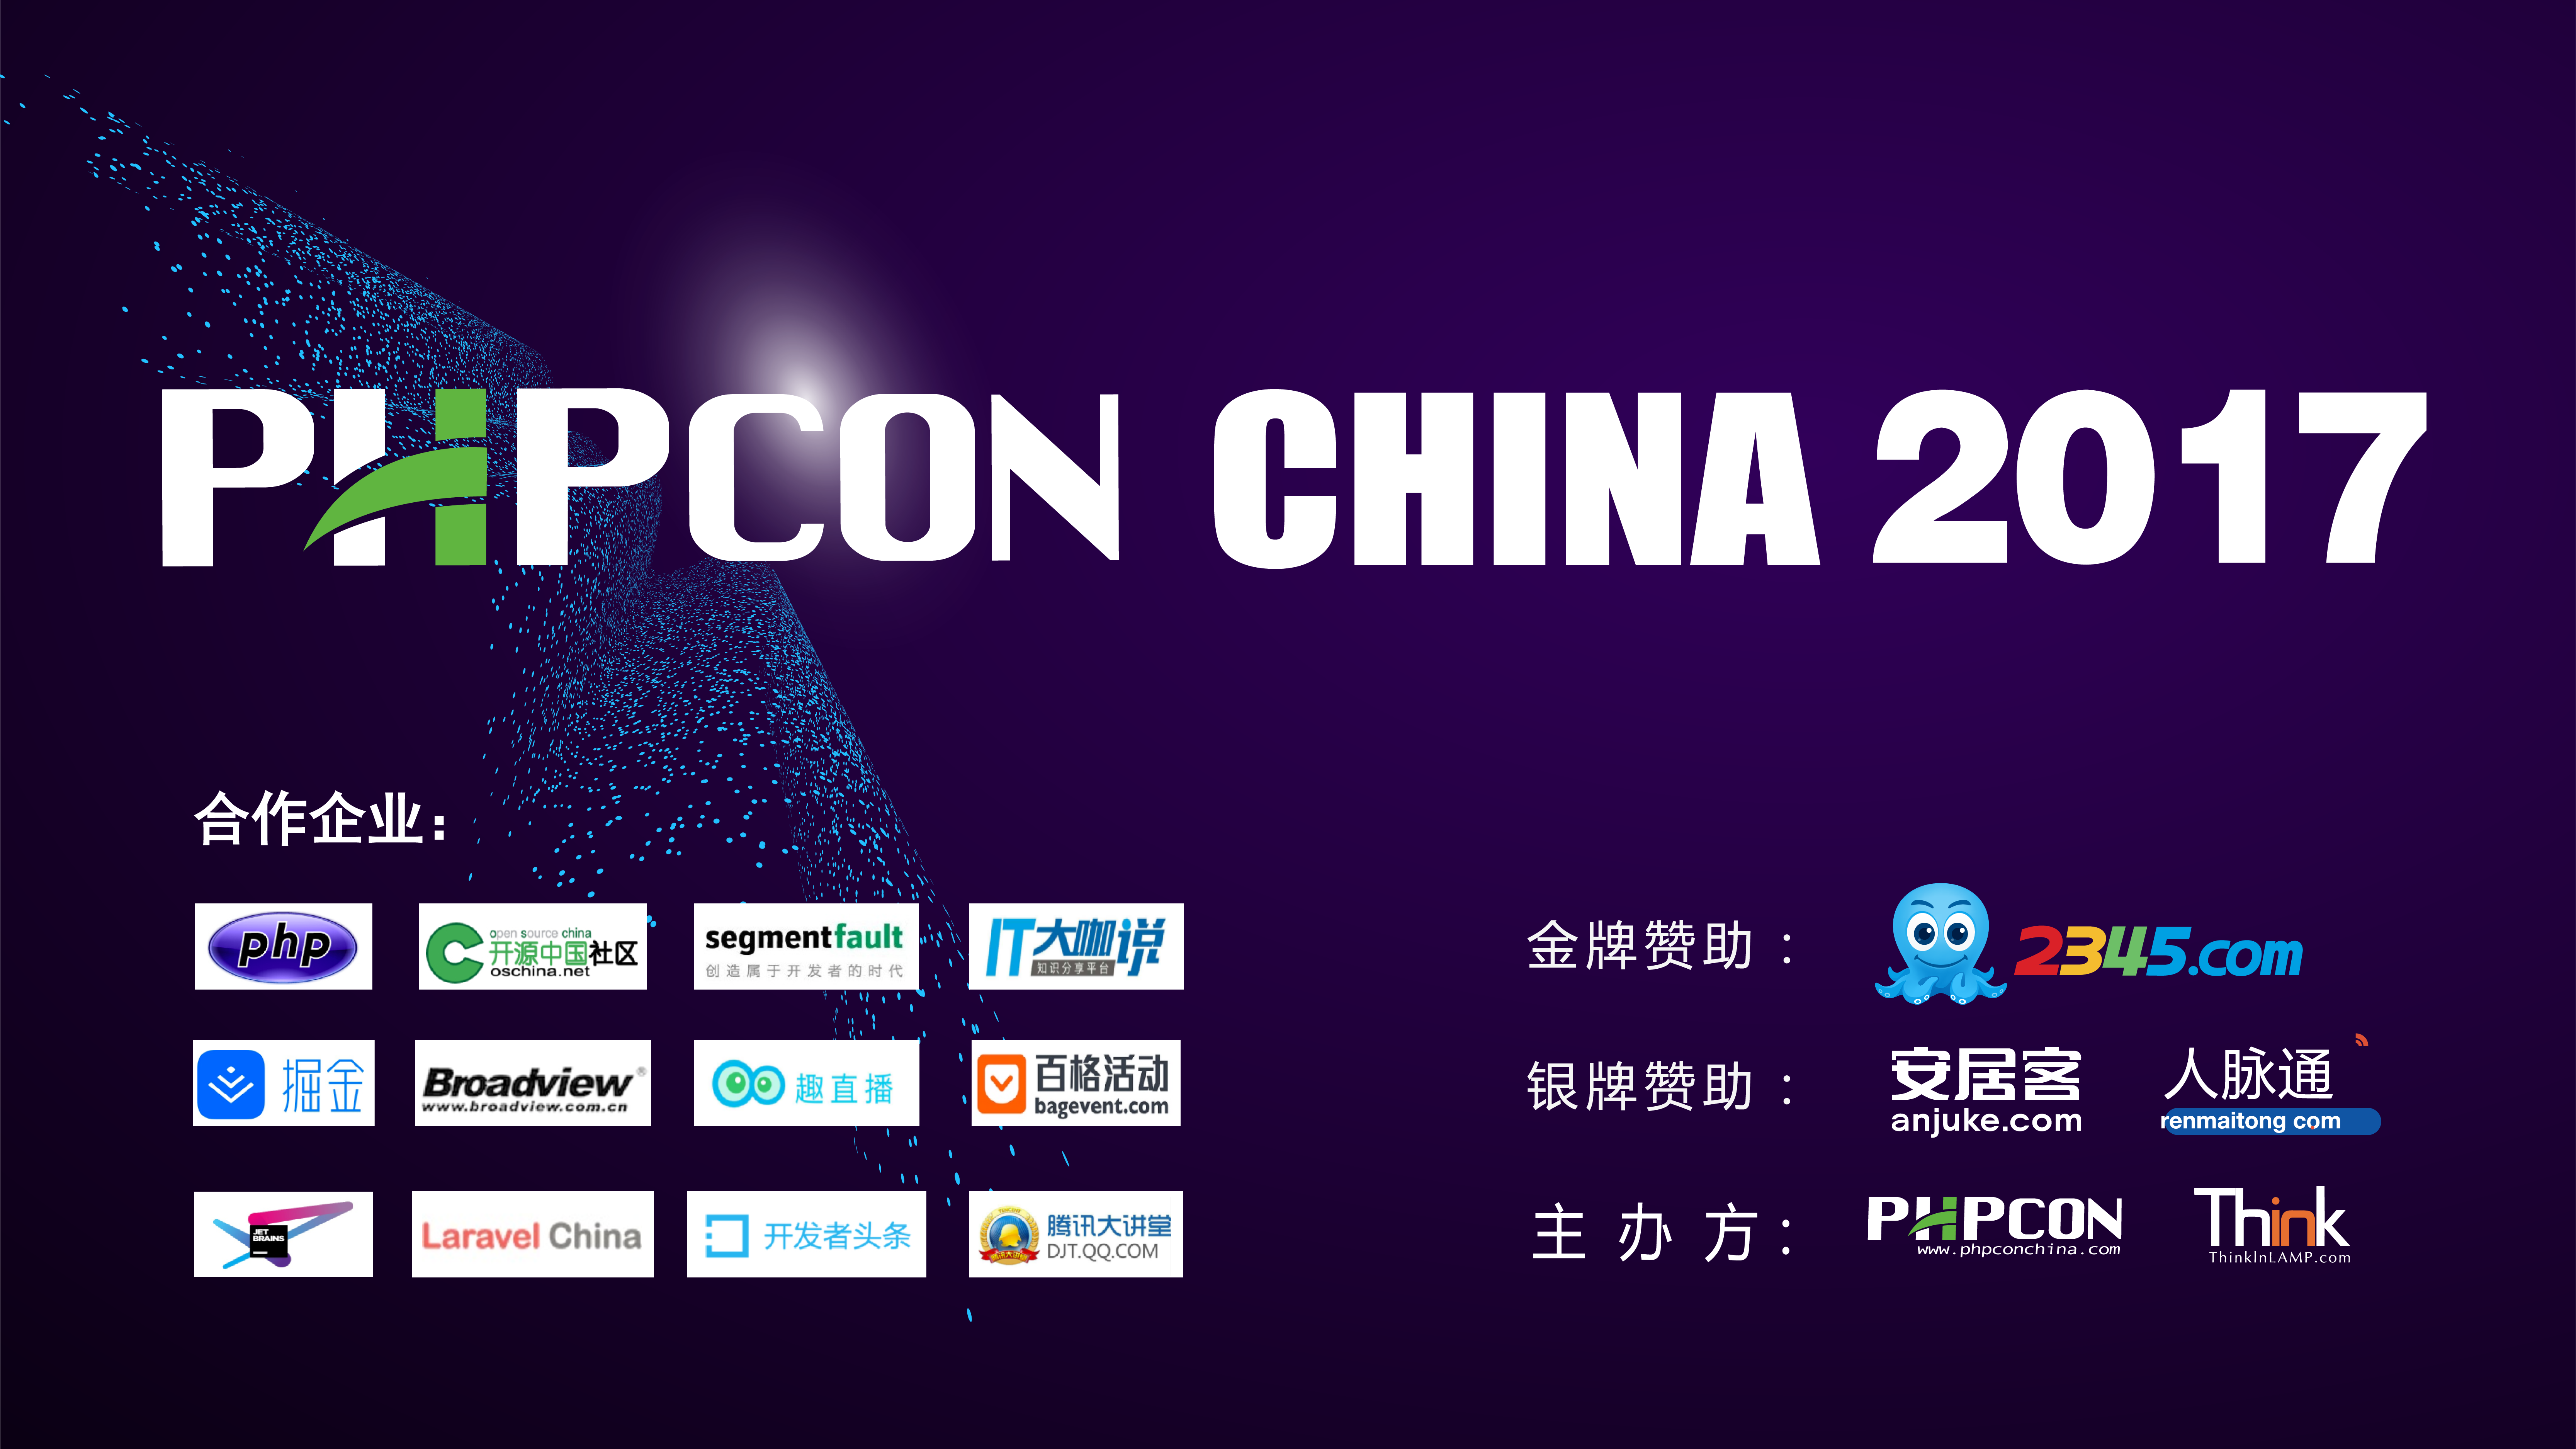 PHPCON CHINA 2017
合作企业：
php
open source china
开源中国社区
oschina.net
segmentfault
创造属于开发者的时代
IT大咖说
知识分享平台
掘金
Broadview®
www.broadview.com.cn
趣直播
百格活动
bagevent.com
JET
BRAINS
Laravel China
开发者头条
腾讯大讲堂
DJT.QQ.COM
金牌赞助：
2345.com
银牌赞助：
安居客
anjuke.com
人脉通
renmaitong com
主办方：
PHPCON
www.phpconchina.com
Think
ThinkInLAMP.com